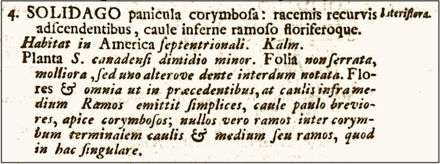 4. SOLIDAGO panicula corymbosa: racemis recurvis lateriflora.
adscendentibus, caule inferne ramoso floriferoque.
Habitat in America septentrionali. Kalm.
Planta S. canadensi dimidio minor. Folia non serrata,
molliora, sed uno alterove dente interdum notata. Flo-
res & omnia ut in præcedentibus, at caulis infra me-
dium Ramos emittit simplices, caule paulo brevio-
res, apice corymbosos; nullos vero ramos inter corym-
bum terminalem caulis & medium seu ramos, quod
in hac singulare.